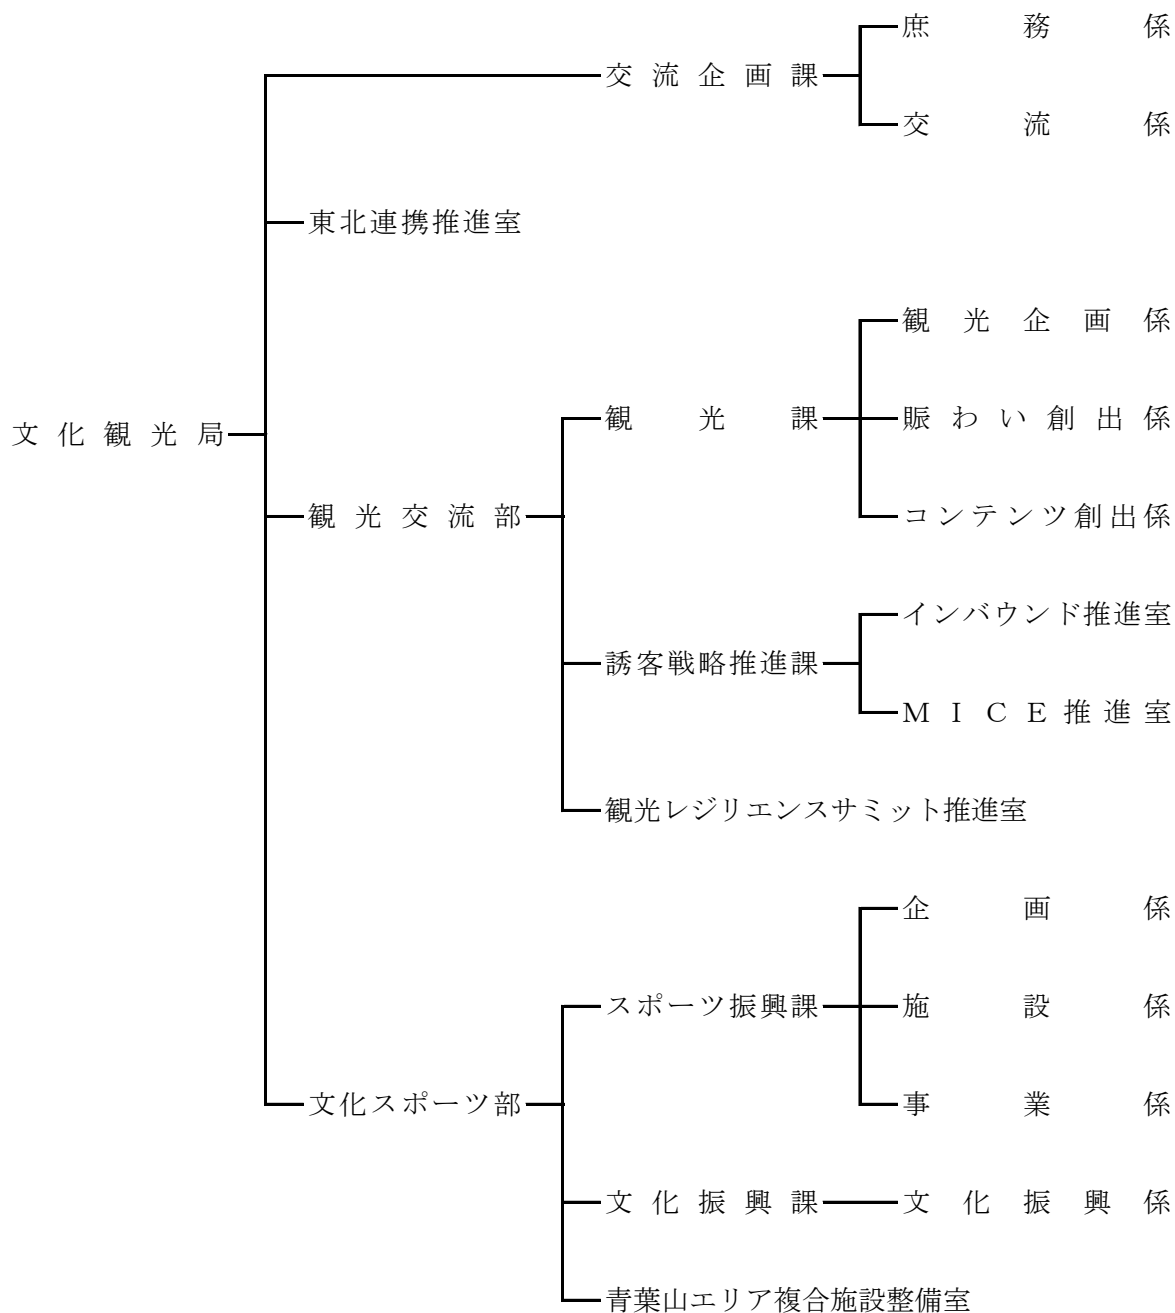 文化観光局
交流企画課
庶務係
交流係
東北連携推進室
観光交流部
観光課
観光企画係
賑わい創出係
コンテンツ創出係
誘客戦略推進課
インバウンド推進室
MICE推進室
観光レジリエンスサミット推進室
文化スポーツ部
スポーツ振興課
企画係
施設係
事業係
文化振興課
文化振興係
青葉山エリア複合施設整備室